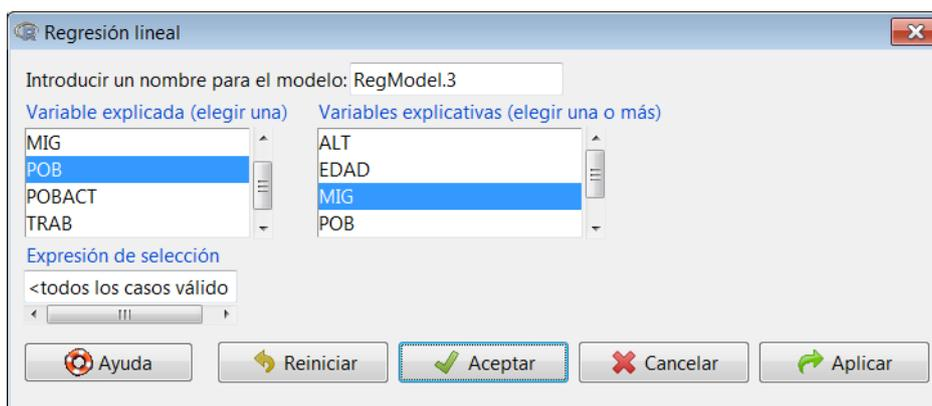 Regresión lineal
Introducir un nombre para el modelo: RegModel.3
Variable explicada (elegir una) Variables explicativas (elegir una o más)
MIG ALT
POB EDAD
POBACT MIG
TRAB POB
Expresión de selección
<todos los casos válido
Ayuda Reiniciar Aceptar Cancelar Aplicar